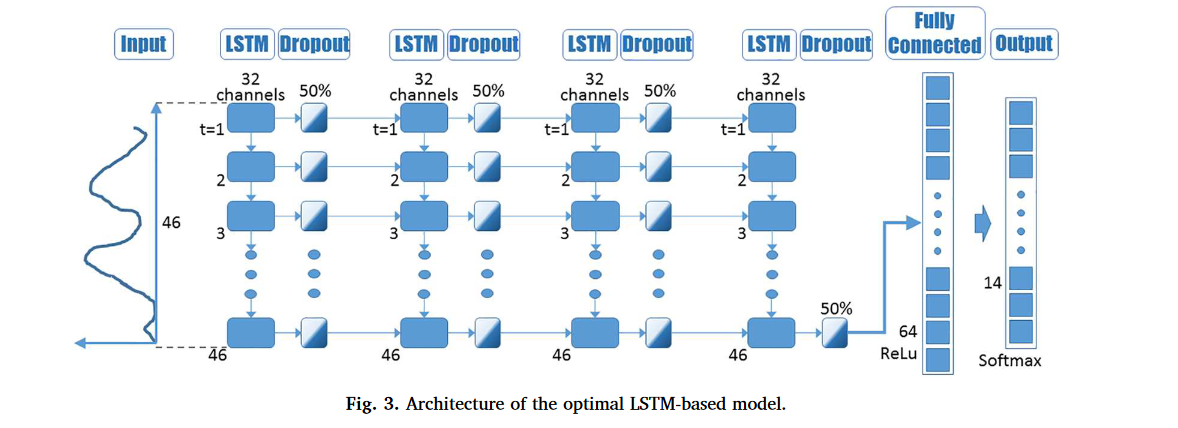 Input LSTM Dropout LSTM Dropout LSTM Dropout LSTM Dropout Fully Connected Output
32 channels 50% 32 channels 50% 32 channels 50% 32 channels
t=1 t=1 t=1 t=1
2 2 2 2
46
3 3 3 3
14
50%
64
46 46 46 46
ReLu
Softmax
Fig. 3. Architecture of the optimal LSTM-based model.